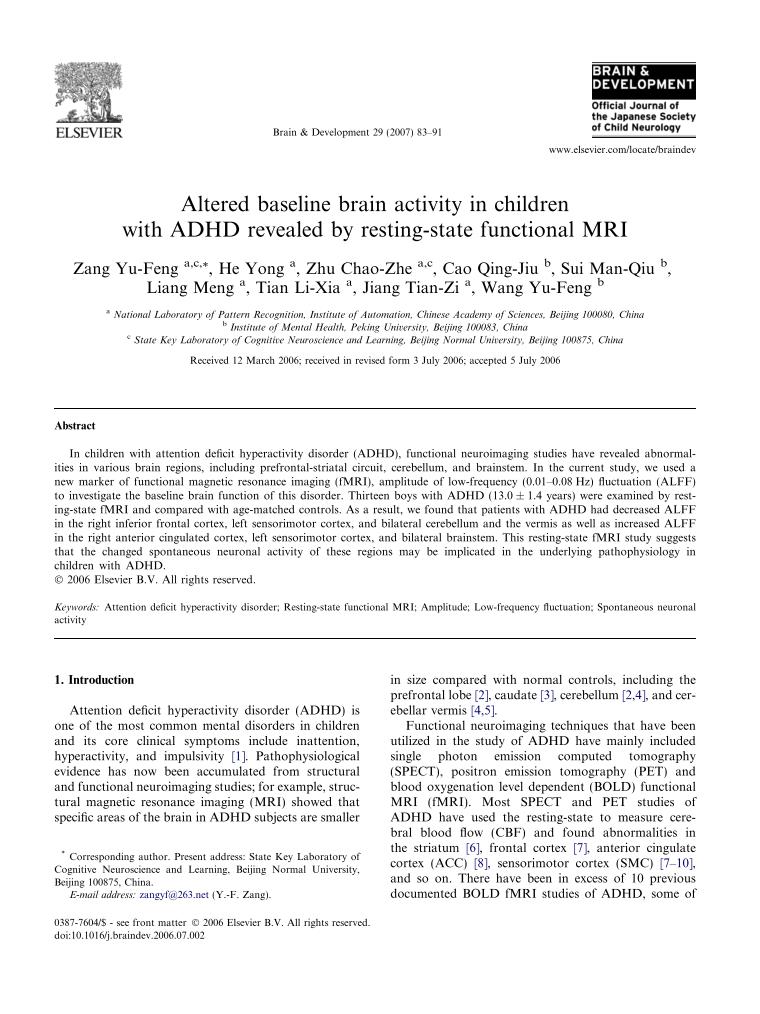 ELSEVIER
BRAIN &
DEVELOPMENT
Official Journal of
the Japanese Society
of Child Neurology
Brain & Development 29 (2007) 83–91
www.elsevier.com/locate/braindev
Altered baseline brain activity in children
with ADHD revealed by resting-state functional MRI
Zang Yu-Feng a,c,*, He Yong a, Zhu Chao-Zhe a,c, Cao Qing-Jiu b, Sui Man-Qiu b,
Liang Meng a, Tian Li-Xia a, Jiang Tian-Zi a, Wang Yu-Feng b
a National Laboratory of Pattern Recognition, Institute of Automation, Chinese Academy of Sciences, Beijing 100080, China
b Institute of Mental Health, Peking University, Beijing 100083, China
c State Key Laboratory of Cognitive Neuroscience and Learning, Beijing Normal University, Beijing 100875, China
Received 12 March 2006; received in revised form 3 July 2006; accepted 5 July 2006
Abstract
In children with attention deficit hyperactivity disorder (ADHD), functional neuroimaging studies have revealed abnormal-
ities in various brain regions, including prefrontal-striatal circuit, cerebellum, and brainstem. In the current study, we used a
new marker of functional magnetic resonance imaging (fMRI), amplitude of low-frequency (0.01–0.08 Hz) fluctuation (ALFF)
to investigate the baseline brain function of this disorder. Thirteen boys with ADHD (13.0 ± 1.4 years) were examined by rest-
ing-state fMRI and compared with age-matched controls. As a result, we found that patients with ADHD had decreased ALFF
in the right inferior frontal cortex, left sensorimotor cortex, and bilateral cerebellum and the vermis as well as increased ALFF
in the right anterior cingulated cortex, left sensorimotor cortex, and bilateral brainstem. This resting-state fMRI study suggests
that the changed spontaneous neuronal activity of these regions may be implicated in the underlying pathophysiology in
children with ADHD.
© 2006 Elsevier B.V. All rights reserved.
Keywords: Attention deficit hyperactivity disorder; Resting-state functional MRI; Amplitude; Low-frequency fluctuation; Spontaneous neuronal
activity
1. Introduction
Attention deficit hyperactivity disorder (ADHD) is
one of the most common mental disorders in children
and its core clinical symptoms include inattention,
hyperactivity, and impulsivity [1]. Pathophysiological
evidence has now been accumulated from structural
and functional neuroimaging studies; for example, struc-
tural magnetic resonance imaging (MRI) showed that
specific areas of the brain in ADHD subjects are smaller
in size compared with normal controls, including the
prefrontal lobe [2], caudate [3], cerebellum [2,4], and cer-
ebellar vermis [4,5].
Functional neuroimaging techniques that have been
utilized in the study of ADHD have mainly included
single photon emission computed tomography
(SPECT), positron emission tomography (PET) and
blood oxygenation level dependent (BOLD) functional
MRI (fMRI). Most SPECT and PET studies of
ADHD have used the resting-state to measure cere-
bral blood flow (CBF) and found abnormalities in
the striatum [6], frontal cortex [7], anterior cingulate
cortex (ACC) [8], sensorimotor cortex (SMC) [7–10],
and so on. There have been in excess of 10 previous
documented BOLD fMRI studies of ADHD, some of
* Corresponding author. Present address: State Key Laboratory of
Cognitive Neuroscience and Learning, Beijing Normal University,
Beijing 100875, China.
E-mail address: zangyf@263.net (Y.-F. Zang).
0387-7604/$ - see front matter © 2006 Elsevier B.V. All rights reserved.
doi:10.1016/j.braindev.2006.07.002